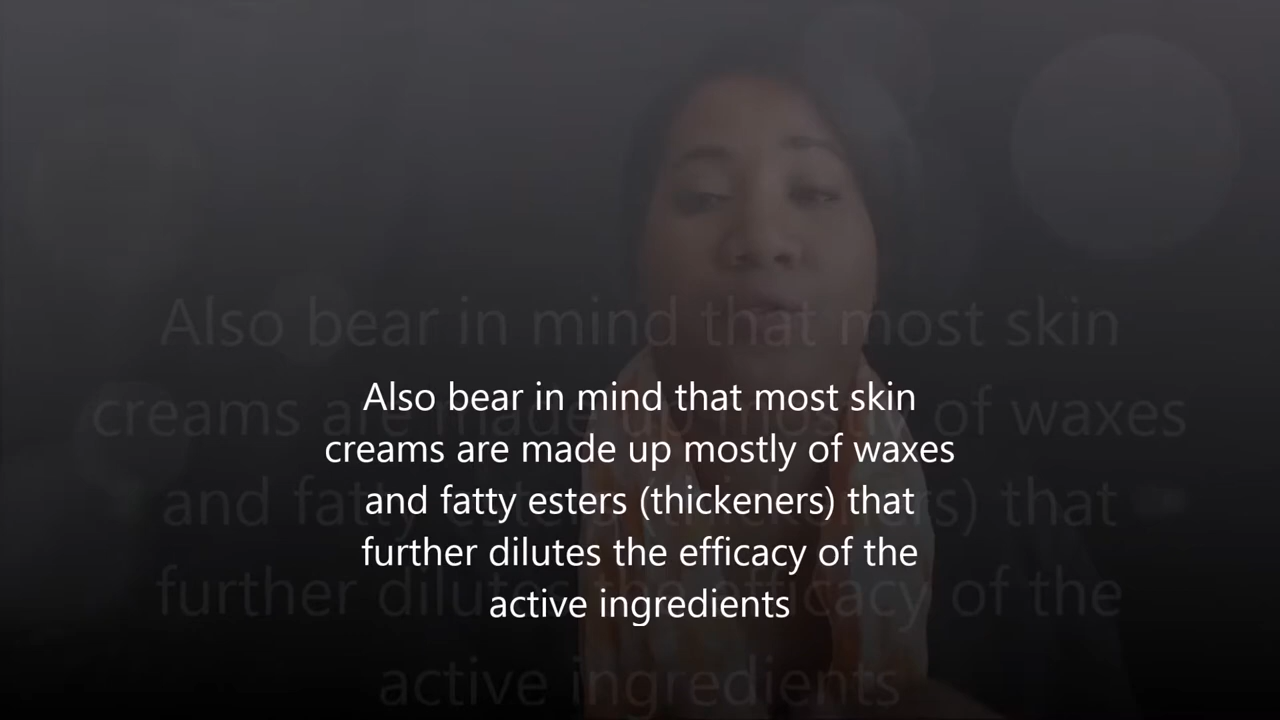 Also bear in mind that most skin
creams are made up mostly of waxes
and fatty esters (thickeners) that
further dilutes the efficacy of the
active ingredients